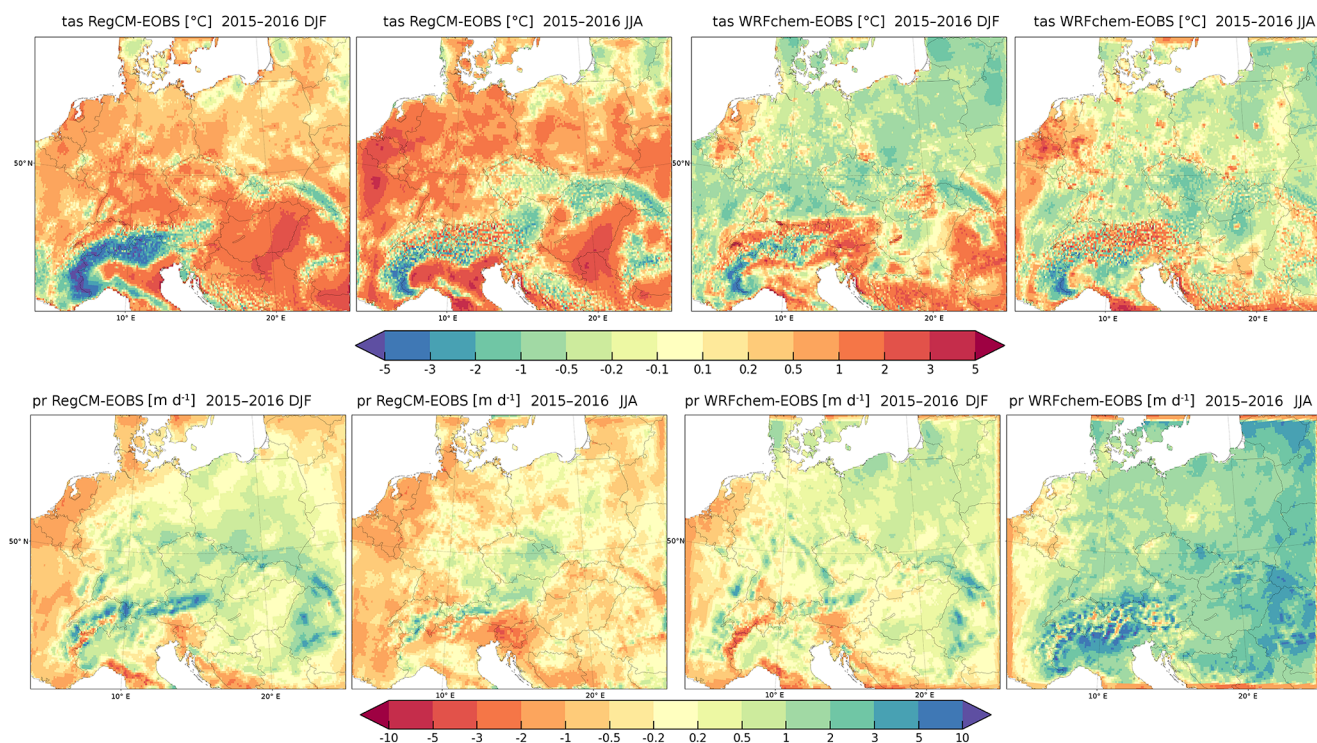 tas RegCM-EOBS [°C] 2015–2016 DJF
tas RegCM-EOBS [°C] 2015–2016 JJA
tas WRFchem-EOBS [°C] 2015–2016 DJF
tas WRFchem-EOBS [°C] 2015–2016 JJA
50°N
50°N
10° E
20° E
10° E
20° E
10° E
20° E
10° E
20° E
-5 -3 -2 -1 -0.5 -0.2 -0.1 0.1 0.2 0.5 1 2 3 5
pr RegCM-EOBS [m d⁻¹] 2015–2016 DJF
pr RegCM-EOBS [m d⁻¹] 2015–2016 JJA
pr WRFchem-EOBS [m d⁻¹] 2015–2016 DJF
pr WRFchem-EOBS [m d⁻¹] 2015–2016 JJA
50°N
50°N
10° E
20° E
10° E
20° E
10° E
20° E
10° E
20° E
-10 -5 -3 -2 -1 -0.5 -0.2 0.2 0.5 1 2 3 5 10